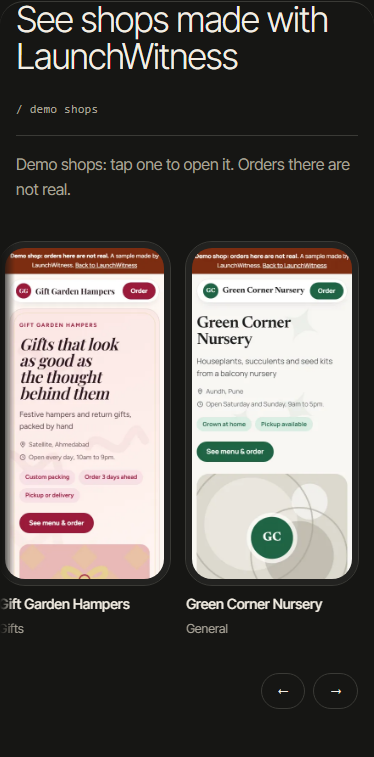 See shops made with
LaunchWitness
/ demo shops
Demo shops: tap one to open it. Orders there are
not real.
Demo shop: orders here are not real. A sample made by
LaunchWitness. Back to LaunchWitness
GG Gift Garden Hampers Order
GIFT GARDEN HAMPERS
Gifts that look
as good as
the thought
behind them
Festive hampers and return gifts,
packed by hand
Satellite, Ahmedabad
Open every day, 10am to 9pm.
Custom packing Order 3 days ahead
Pickup or delivery
See menu & order
Gift Garden Hampers
Gifts
Demo shop: orders here are not real. A sample made by
LaunchWitness. Back to LaunchWitness
GC Green Corner Nursery Order
Green Corner
Nursery
Houseplants, succulents and seed kits
from a balcony nursery
Aundh, Pune
Open Saturday and Sunday, 9am to 5pm.
Grown at home Pickup available
See menu & order
GC
Green Corner Nursery
General
← →